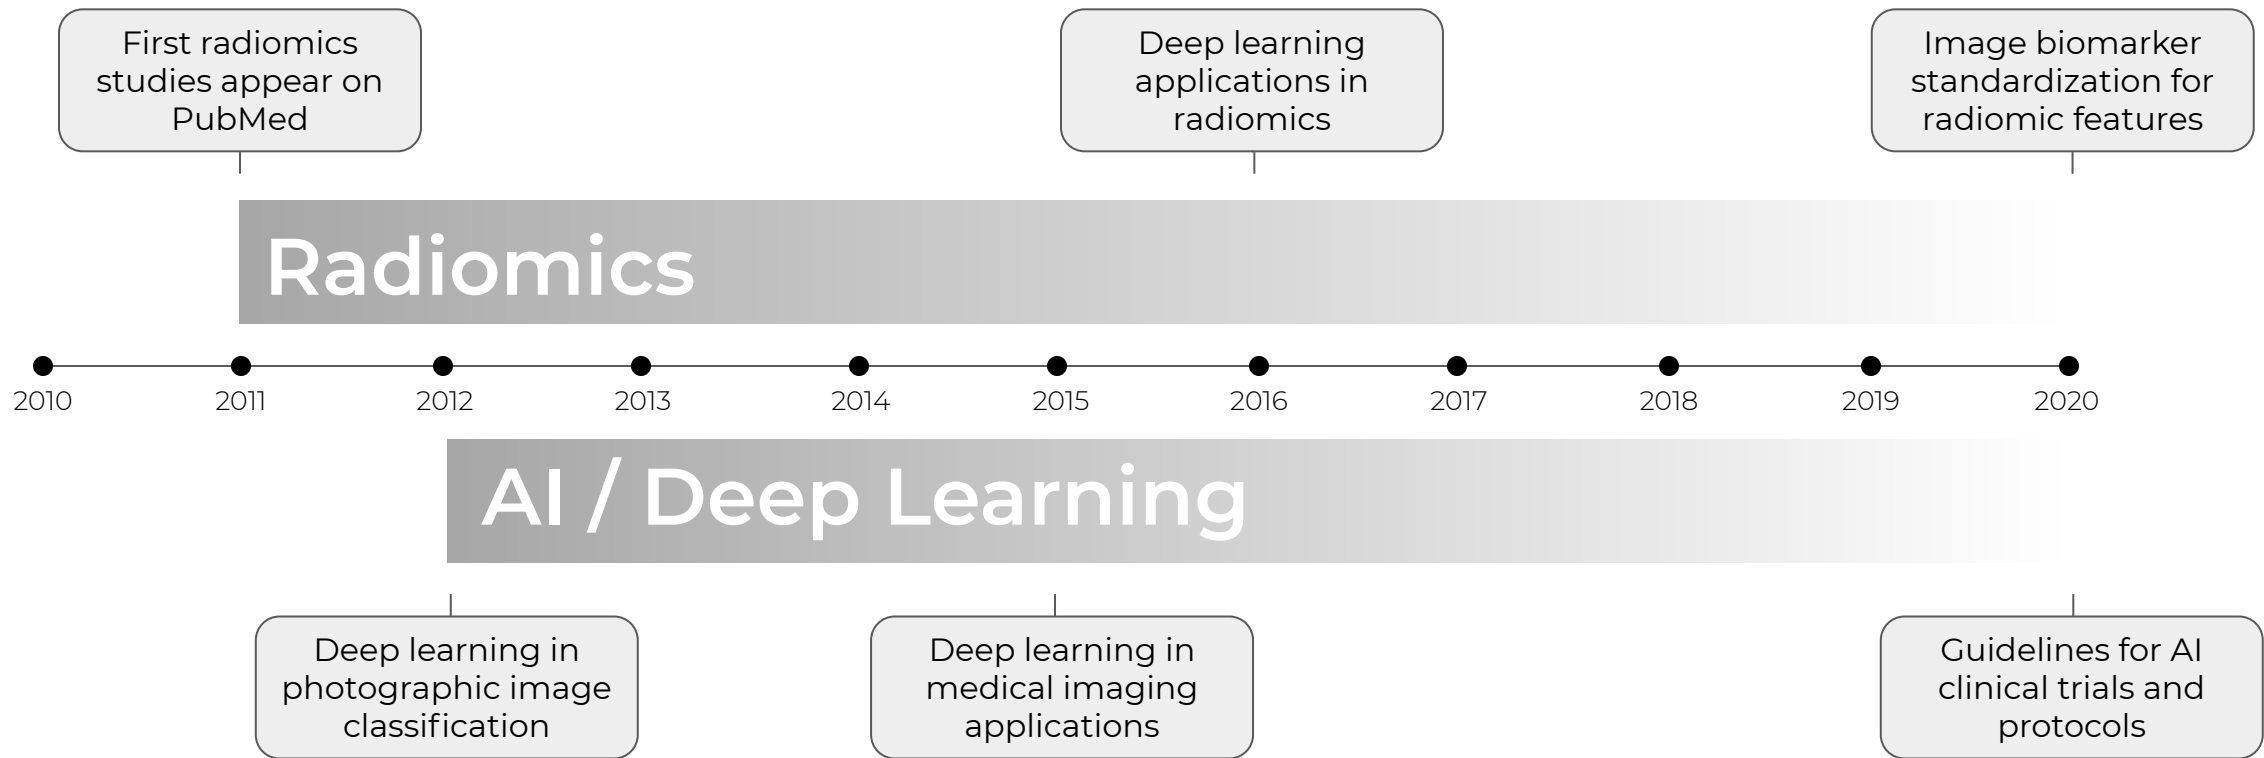 First radiomics
studies appear on
PubMed
Deep learning
applications in
radiomics
Image biomarker
standardization for
radiomic features
Radiomics
2010 2011 2012 2013 2014 2015 2016 2017 2018 2019 2020
AI / Deep Learning
Deep learning in
photographic image
classification
Deep learning in
medical imaging
applications
Guidelines for AI
clinical trials and
protocols